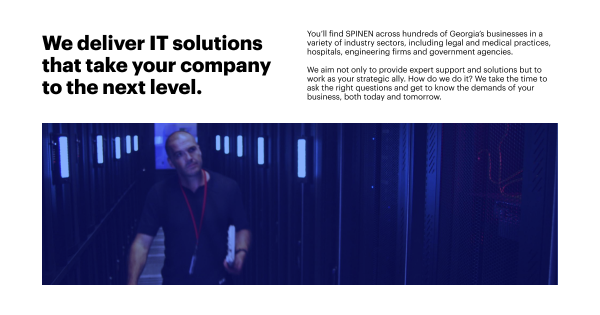 We deliver IT solutions
that take your company
to the next level.
You'll find SPINEN across hundreds of Georgia's businesses in a
variety of industry sectors, including legal and medical practices,
hospitals, engineering firms and government agencies.
We aim not only to provide expert support and solutions but to
work as your strategic ally. How do we do it? We take the time to
ask the right questions and get to know the demands of your
business, both today and tomorrow.